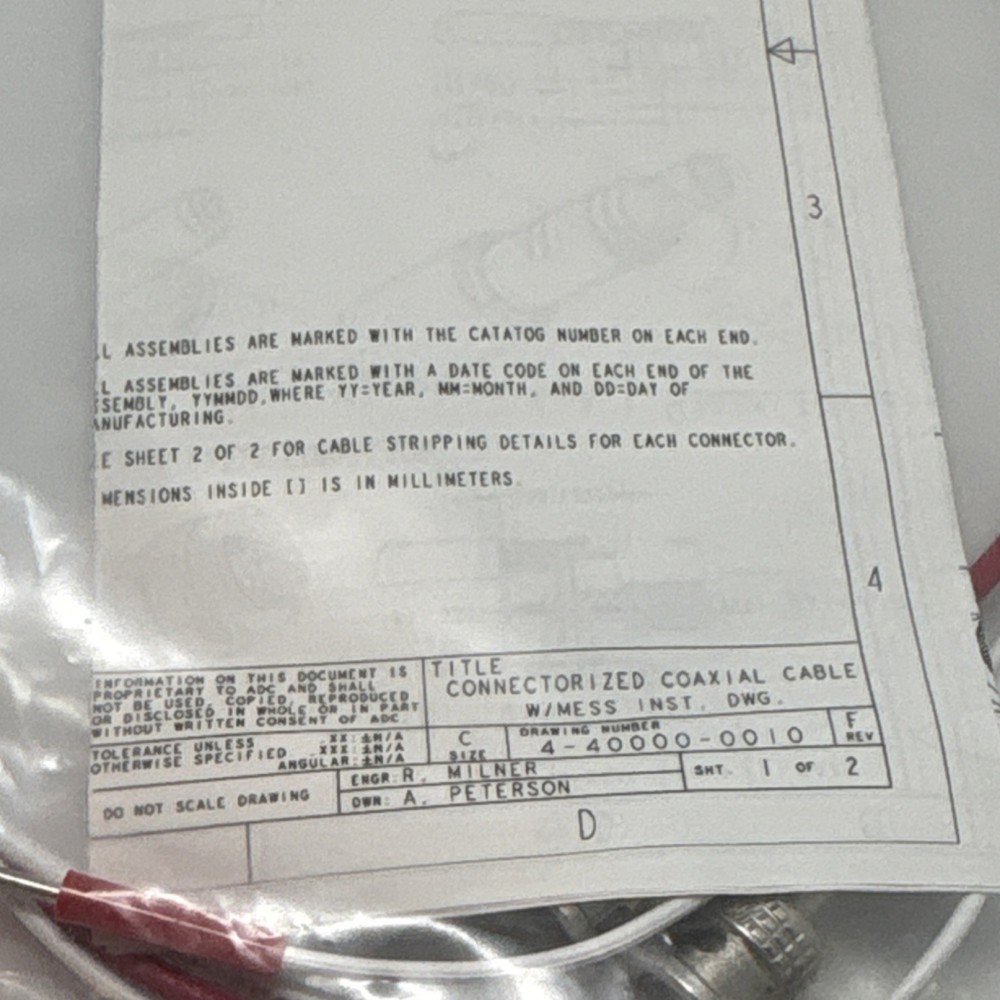 3
L ASSEMBLIES ARE MARKED WITH THE CATATOG NUMBER ON EACH END.
L ASSEMBLIES ARE MARKED WITH A DATE CODE ON EACH END OF THE
SEMBLY, YYMMDD,WHERE YY=YEAR, MM=MONTH, AND DD=DAY OF
ANUFACTURING.
E SHEET 2 OF 2 FOR CABLE STRIPPING DETAILS FOR EACH CONNECTOR.
MENSIONS INSIDE [] IS IN MILLIMETERS.
4
INFORMATION ON THIS DOCUMENT IS
PROPRIETARY TO ADC AND SHALL
NOT BE USED, COPIED, REPRODUCED
OR DISCLOSED IN WHOLE OR IN PART
WITHOUT WRITTEN CONSENT OF ADC.
TITLE
CONNECTORIZED COAXIAL CABLE
W/MESS INST. DWG.
TOLERANCE UNLESS
OTHERWISE SPECIFIED
XX: ±N/A
XXX: ±N/A
ANGULAR: ±N/A
C
SIZE
DRAWING NUMBER
4-40000-0010
F
REV
DO NOT SCALE DRAWING
ENGR: R. MILNER
DWN: A. PETERSON
SHT. 1 OF 2
D